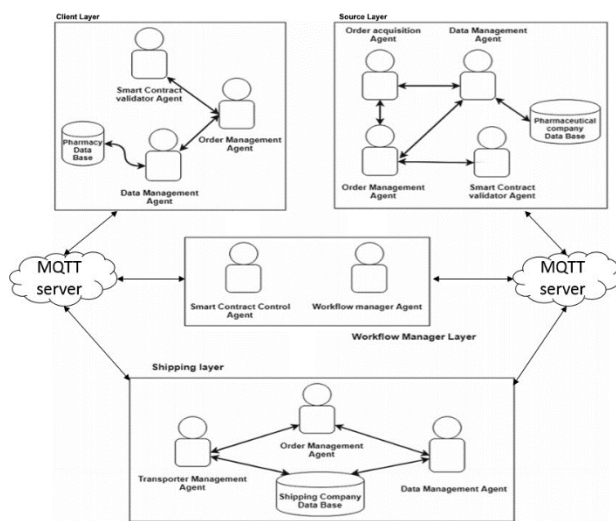 Client Layer
Smart Contract
validator Agent
Order Management
Agent
Pharmacy
Data Base
Data Management
Agent
Source Layer
Order acquisition
Agent
Data Management
Agent
Pharmaceutical
company
Data Base
Order Management
Agent
Smart Contract
validator Agent
MQTT
server
Smart Contract Control
Agent
Workflow manager Agent
Workflow Manager Layer
MQTT
server
Shipping layer
Order Management
Agent
Transporter Management
Agent
Shipping Company
Data Base
Data Management Agent